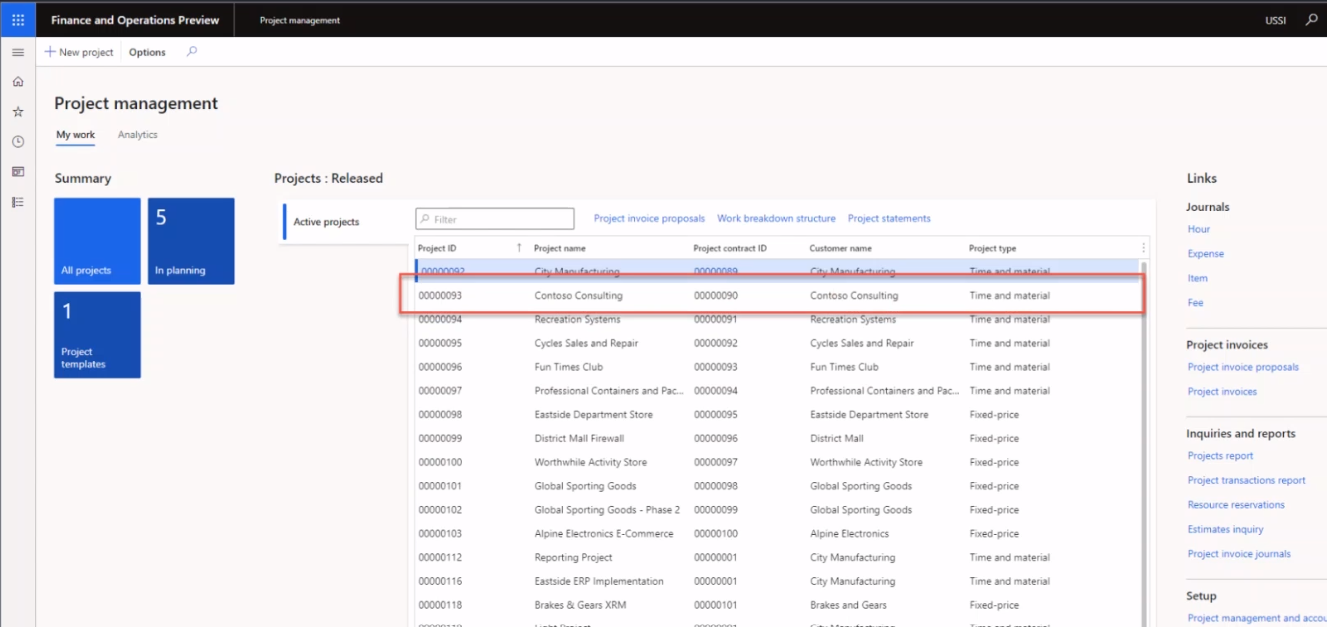 Finance and Operations Preview Project management USSI
New project Options
Project management
My work Analytics
Summary
All projects
5
In planning
1
Project
templates
Projects : Released
Active projects
Filter Project invoice proposals Work breakdown structure Project statements
Project ID Project name Project contract ID Customer name Project type
00000092 City Manufacturing 00000089 City Manufacturing Time and material
00000093 Contoso Consulting 00000090 Contoso Consulting Time and material
00000094 Recreation Systems 00000091 Recreation Systems Time and material
00000095 Cycles Sales and Repair 00000092 Cycles Sales and Repair Time and material
00000096 Fun Times Club 00000093 Fun Times Club Time and material
00000097 Professional Containers and Pac... 00000094 Professional Containers and Pac... Time and material
00000098 Eastside Department Store 00000095 Eastside Department Store Fixed-price
00000099 District Mall Firewall 00000096 District Mall Fixed-price
00000100 Worthwhile Activity Store 00000097 Worthwhile Activity Store Fixed-price
00000101 Global Sporting Goods 00000098 Global Sporting Goods Fixed-price
00000102 Global Sporting Goods - Phase 2 00000099 Global Sporting Goods Fixed-price
00000103 Alpine Electronics E-Commerce 00000100 Alpine Electronics Fixed-price
00000112 Reporting Project 00000001 City Manufacturing Time and material
00000116 Eastside ERP Implementation 00000001 City Manufacturing Time and material
00000118 Brakes & Gears XRM 00000101 Brakes and Gears Fixed-price
Links
Journals
Hour
Expense
Item
Fee
Project invoices
Project invoice proposals
Project invoices
Inquiries and reports
Projects report
Project transactions report
Resource reservations
Estimates inquiry
Project invoice journals
Setup
Project management and accou